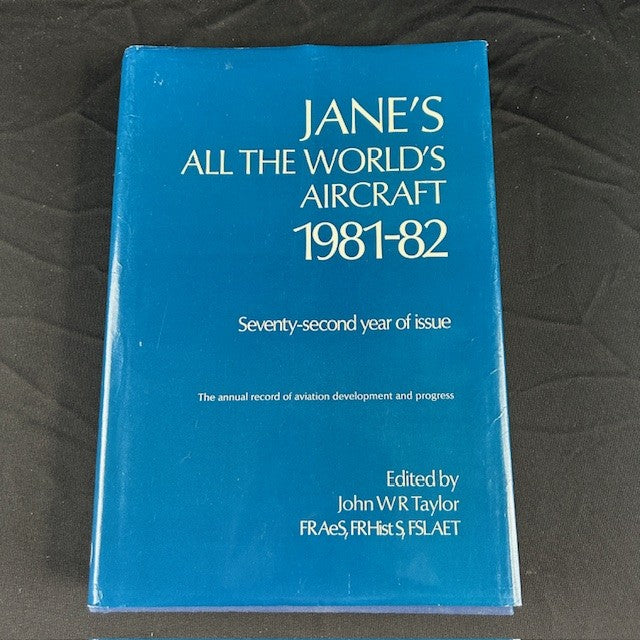 JANE'S
ALL THE WORLD'S
AIRCRAFT
1981-82
Seventy-second year of issue
The annual record of aviation development and progress
Edited by
John W R Taylor
FRAeS, FRHist S, FSLAET